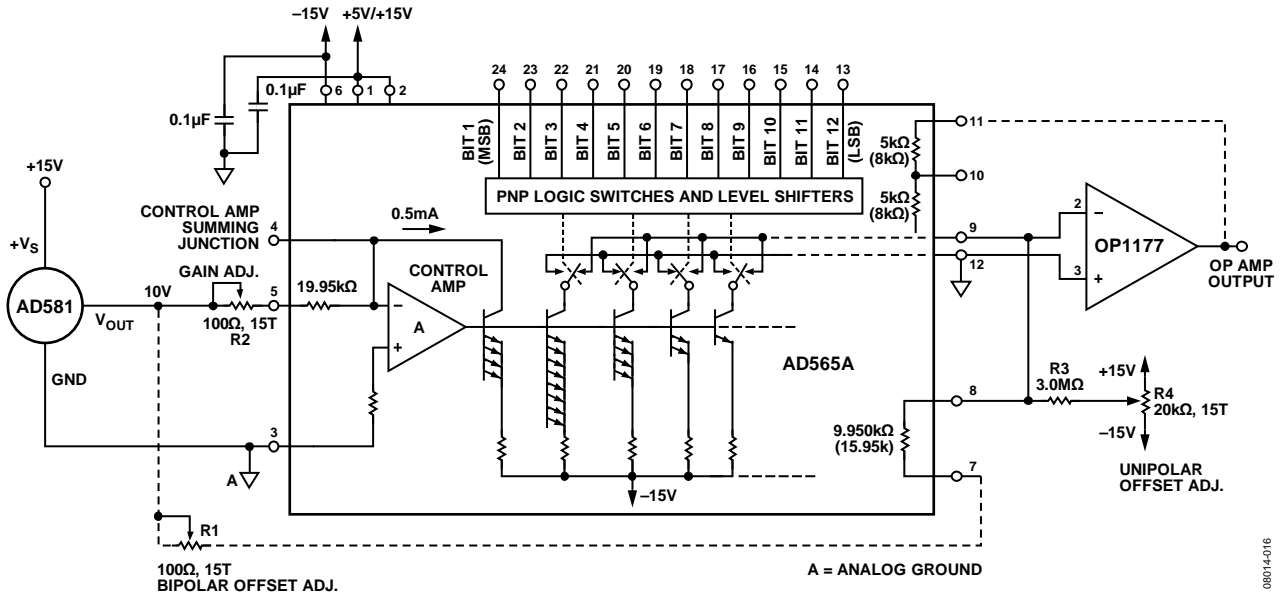 –15V
+5V/+15V
24
23
22
21
20
19
18
17
16
15
14
13
0.1µF
0.1µF
6
1
2
BIT 1
(MSB)
BIT 2
BIT 3
BIT 4
BIT 5
BIT 6
BIT 7
BIT 8
BIT 9
BIT 10
BIT 11
BIT 12
(LSB)
5kΩ
(8kΩ)
11
10
5kΩ
(8kΩ)
PNP LOGIC SWITCHES AND LEVEL SHIFTERS
+15V
CONTROL AMP
SUMMING
JUNCTION
4
0.5mA
9
12
2
–
3
+
OP1177
OP AMP
OUTPUT
+VS
AD581
GND
10V
VOUT
GAIN ADJ.
100Ω, 15T
R2
5
19.95kΩ
CONTROL
AMP
–
A
+
AD565A
3
A
–15V
9.950kΩ
(15.95k)
8
7
R3
3.0MΩ
+15V
R4
20kΩ, 15T
–15V
UNIPOLAR
OFFSET ADJ.
R1
100Ω, 15T
BIPOLAR OFFSET ADJ.
A = ANALOG GROUND
08014-016